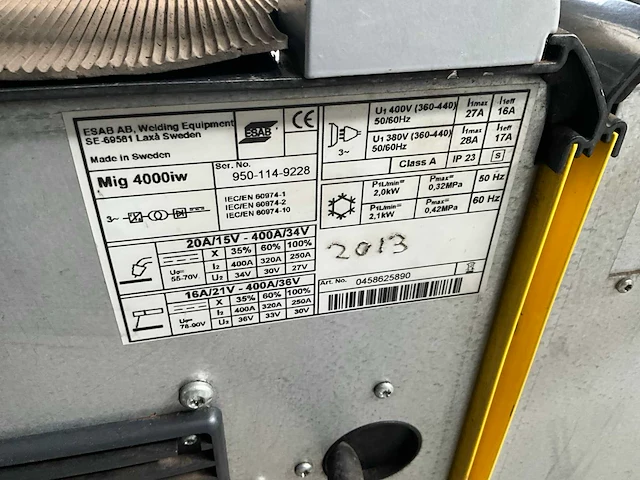 ESAB AB, Welding Equipment
SE-69581 Laxå Sweden
ESAB
CE
Made in Sweden
Mig 4000iw
Ser. No.
950-114-9228
3~
IEC/EN 60974-1
IEC/EN 60974-2
IEC/EN 60974-10
20A/15V - 400A/34V
X 35% 60% 100%
I2 400A 320A 250A
U2 34V 30V 27V
U0=
55-70V
16A/21V - 400A/36V
X 35% 60% 100%
I2 400A 320A 250A
U2 36V 33V 30V
U0=
78-90V
3~
U1 400V (360-440)
50/60Hz
I1max
27A
I1eff
16A
U1 380V (360-440)
50/60Hz
I1max
28A
I1eff
17A
Class A IP 23 S
P1L/min=
2,0kW
Pmax=
0,32MPa
50 Hz
P1L/min=
2,1kW
Pmax=
0,42MPa
60 Hz
2013
Art. No. 0458625890